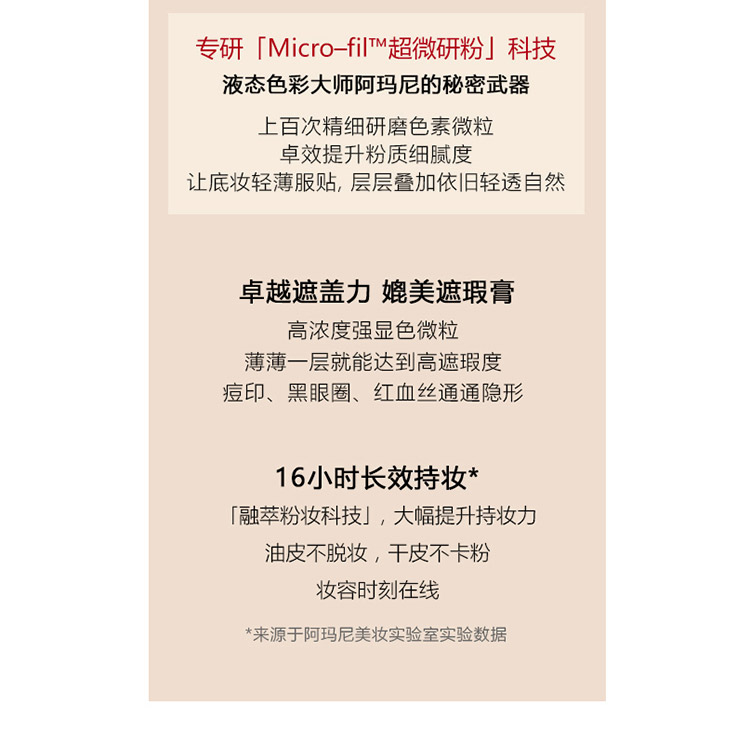 专研「Micro–fil™超微研粉」科技
液态色彩大师阿玛尼的秘密武器
上百次精细研磨色素微粒
卓效提升粉质细腻度
让底妆轻薄服贴, 层层叠加依旧轻透自然
卓越遮盖力 媲美遮瑕膏
高浓度强显色微粒
薄薄一层就能达到高遮瑕度
痘印、黑眼圈、红血丝通通隐形
16小时长效持妆*
「融萃粉妆科技」, 大幅提升持妆力
油皮不脱妆 , 干皮不卡粉
妆容时刻在线
*来源于阿玛尼美妆实验室实验数据